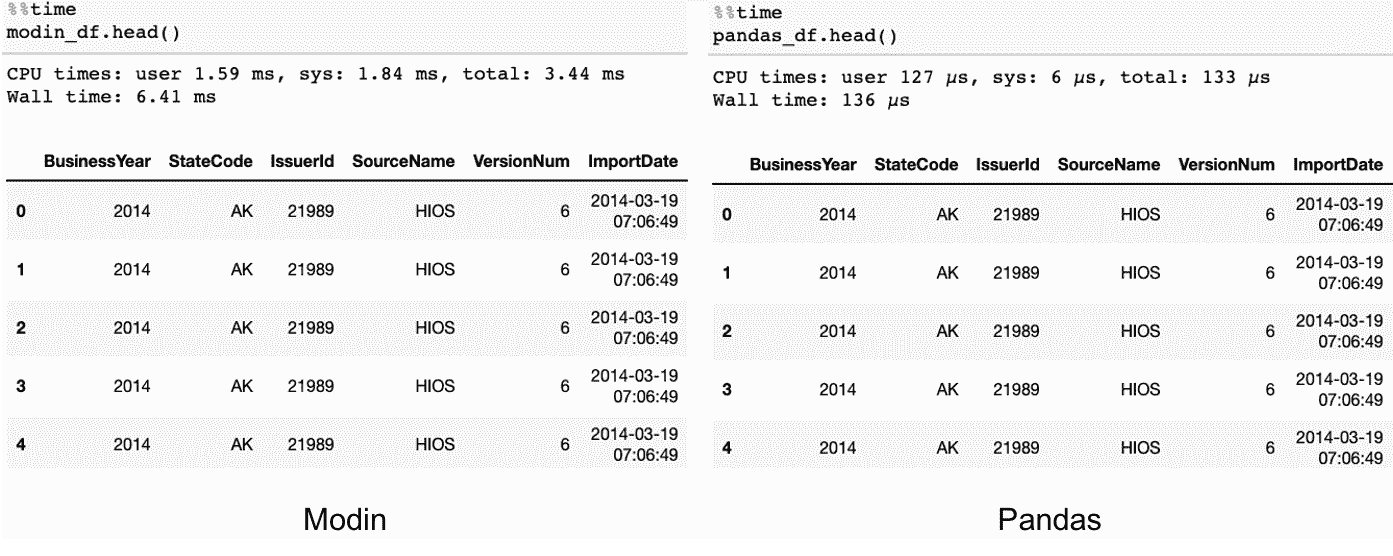 %%time
modin_df.head()
CPU times: user 1.59 ms, sys: 1.84 ms, total: 3.44 ms
Wall time: 6.41 ms
BusinessYear StateCode IssuerId SourceName VersionNum ImportDate
0 2014 AK 21989 HIOS 6 2014-03-19
07:06:49
1 2014 AK 21989 HIOS 6 2014-03-19
07:06:49
2 2014 AK 21989 HIOS 6 2014-03-19
07:06:49
3 2014 AK 21989 HIOS 6 2014-03-19
07:06:49
4 2014 AK 21989 HIOS 6 2014-03-19
07:06:49
Modin
%%time
pandas_df.head()
CPU times: user 127 µs, sys: 6 µs, total: 133 µs
Wall time: 136 µs
BusinessYear StateCode IssuerId SourceName VersionNum ImportDate
0 2014 AK 21989 HIOS 6 2014-03-19
07:06:49
1 2014 AK 21989 HIOS 6 2014-03-19
07:06:49
2 2014 AK 21989 HIOS 6 2014-03-19
07:06:49
3 2014 AK 21989 HIOS 6 2014-03-19
07:06:49
4 2014 AK 21989 HIOS 6 2014-03-19
07:06:49
Pandas